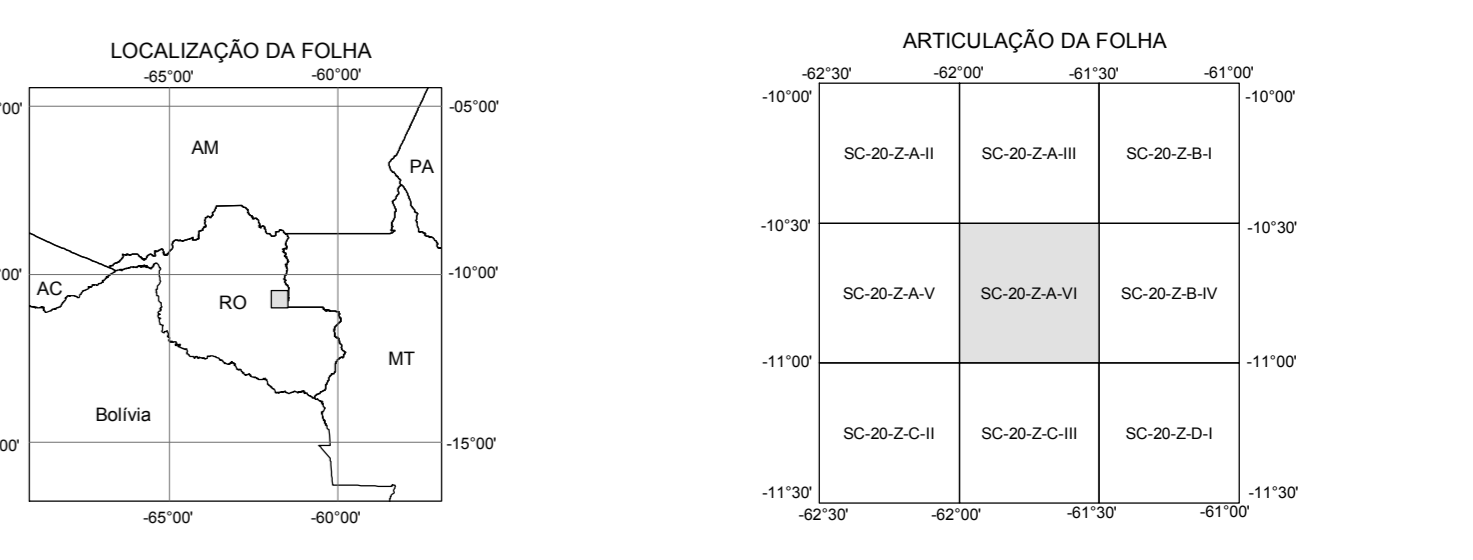 LOCALIZAÇÃO DA FOLHA
-65°00' -60°00'
00' -05°00'
AM
PA
00' -10°00'
AC
RO
MT
Bolívia
00' -15°00'
-65°00' -60°00'
ARTICULAÇÃO DA FOLHA
-62°30' -62°00' -61°30' -61°00'
-10°00' -10°00'
SC-20-Z-A-II SC-20-Z-A-III SC-20-Z-B-I
-10°30' -10°30'
SC-20-Z-A-V SC-20-Z-A-VI SC-20-Z-B-IV
-11°00' -11°00'
SC-20-Z-C-II SC-20-Z-C-III SC-20-Z-D-I
-11°30' -11°30'
-62°30' -62°00' -61°30' -61°00'